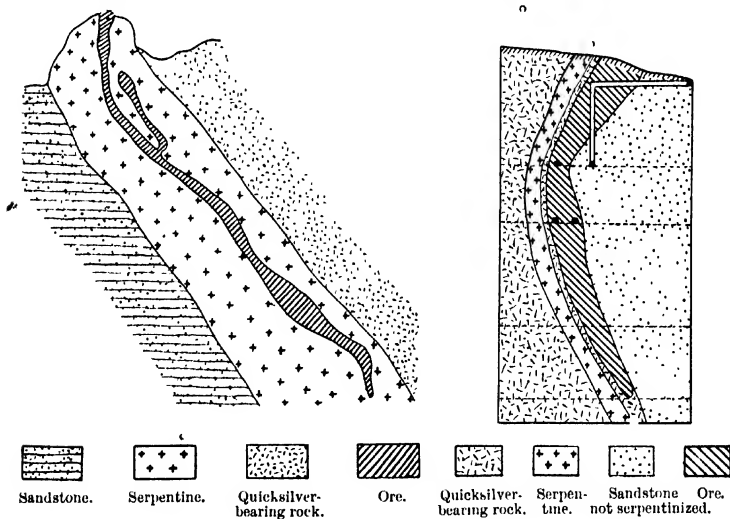 Sandstone.
Serpentine.
Quicksilver-
bearing rock.
Ore.
Quicksilver-
bearing rock.
Serpen-
tine.
Sandstone
not serpentinized.
Ore.